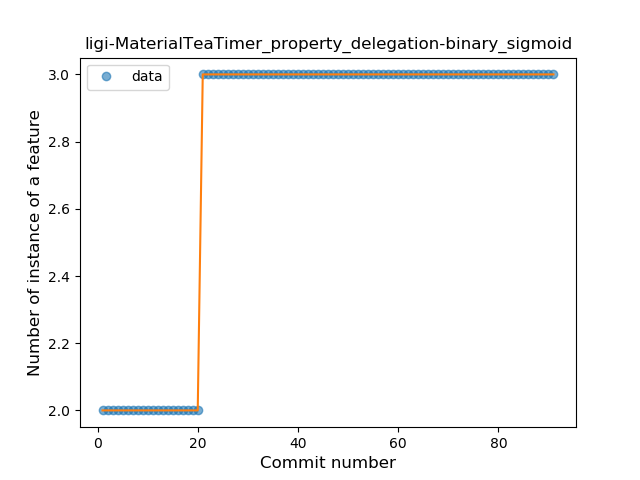 ligi-MaterialTeaTimer_property_delegation-binary_sigmoid
data
Number of instance of a feature
3.0
2.8
2.6
2.4
2.2
2.0
0 20 40 60 80
Commit number